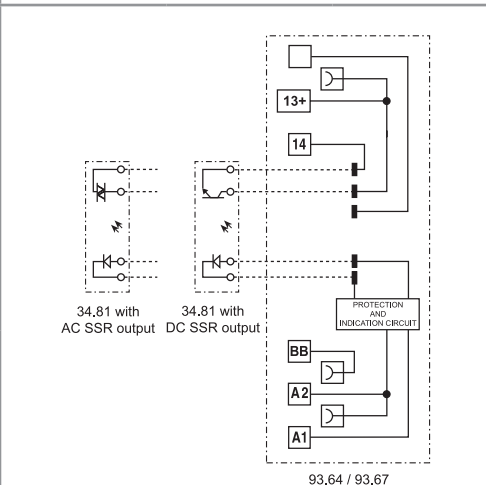 13+
14
34.81 with
AC SSR output
34.81 with
DC SSR output
PROTECTION
AND
INDICATION CIRCUIT
BB
A2
A1
93.64 / 93.67